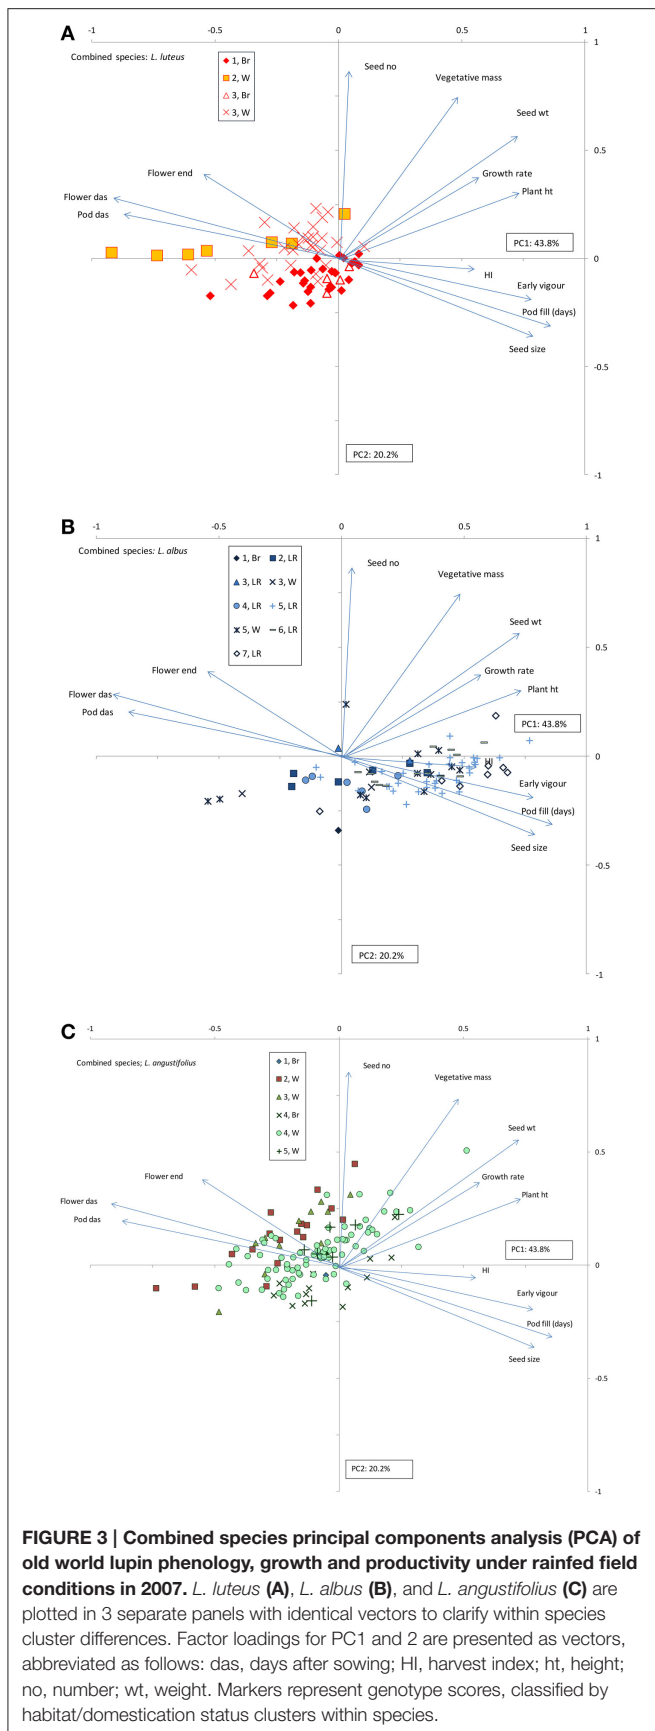 A
-1
-0.5
0
0.5
1
1
Combined species: L. luteus
1, Br
2, W
3, Br
3, W
Seed no
Vegetative mass
Seed wt
0.5
Flower end
Growth rate
Flower das
Plant ht
Pod das
PC1: 43.8%
0
HI
Early vigour
Pod fill (days)
Seed size
-0.5
PC2: 20.2%
-1
B
-1
-0.5
0
0.5
1
1
Combined species: L. albus
1, Br
2, LR
3, LR
3, W
4, LR
5, LR
5, W
6, LR
7, LR
Seed no
Vegetative mass
Seed wt
0.5
Flower end
Growth rate
Flower das
Plant ht
Pod das
PC1: 43.8%
0
HI
Early vigour
Pod fill (days)
Seed size
-0.5
PC2: 20.2%
-1
C
-1
-0.5
0
0.5
1
1
Combined species; L. angustifolius
1, Br
2, W
3, W
4, Br
4, W
5, W
Seed no
Vegetative mass
Seed wt
0.5
Flower end
Growth rate
Flower das
Plant ht
Pod das
PC1: 43.8%
0
HI
Early vigour
Pod fill (days)
Seed size
-0.5
PC2: 20.2%
-1
FIGURE 3 | Combined species principal components analysis (PCA) of
old world lupin phenology, growth and productivity under rainfed field
conditions in 2007. L. luteus (A), L. albus (B), and L. angustifolius (C) are
plotted in 3 separate panels with identical vectors to clarify within species
cluster differences. Factor loadings for PC1 and 2 are presented as vectors,
abbreviated as follows: das, days after sowing; HI, harvest index; ht, height;
no, number; wt, weight. Markers represent genotype scores, classified by
habitat/domestication status clusters within species.